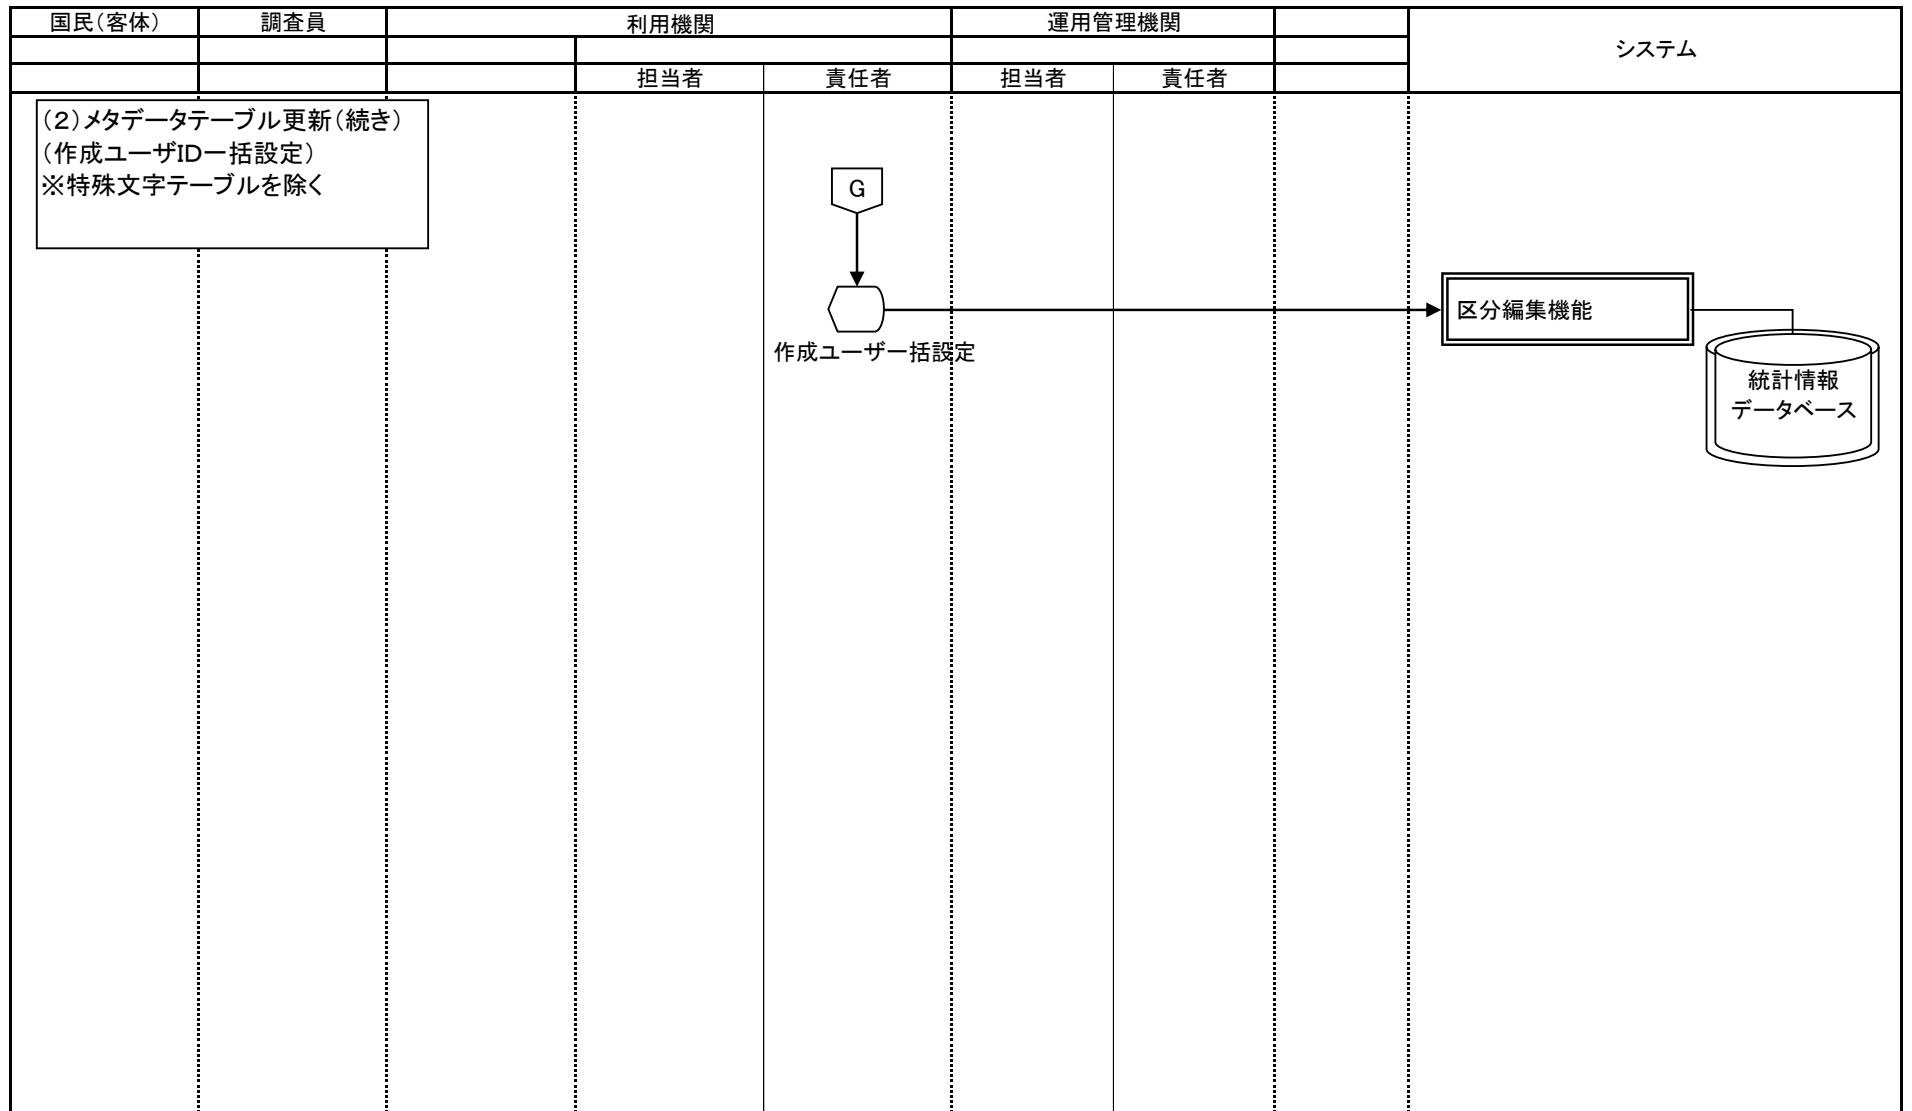 国民（客体）
調査員
利用機関
運用管理機関
システム
担当者
責任者
担当者
責任者
（２）メタデータテーブル更新（続き）
（作成ユーザID一括設定）
※特殊文字テーブルを除く
G
区分編集機能
作成ユーザ一括設定
統計情報
データベース